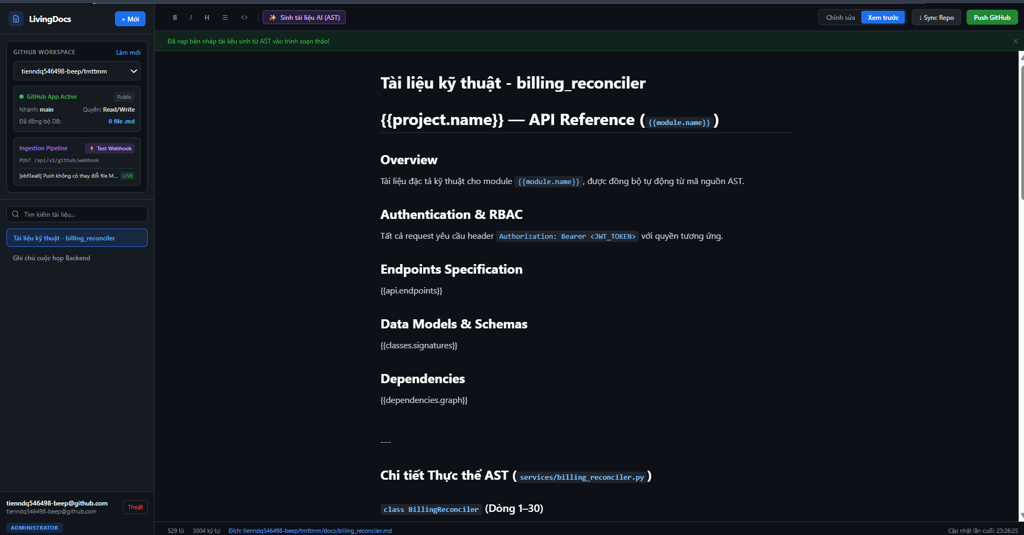 LivingDocs
+ Mới
GITHUB WORKSPACE
Làm mới
tienndq546498-beep/tmttmm
GitHub App Active
Public
Nhánh: main
Quyền: Read/Write
Đã đồng bộ DB:
0 file .md
Ingestion Pipeline
Test Webhook
POST /api/v1/github/webhook
[ebf5ea8] Push không có thay đổi file M...
LIVE
Tìm kiếm tài liệu...
Tài liệu kỹ thuật - billing_reconciler
Ghi chú cuộc họp Backend
tienndq546498-beep@github.com
tienndq546498-beep@github.com
Thoát
ADMINISTRATOR
B I H
Sinh tài liệu AI (AST)
Chỉnh sửa
Xem trước
↓ Sync Repo
Push GitHub
Đã nạp bản nháp tài liệu sinh từ AST vào trình soạn thảo!
Tài liệu kỹ thuật - billing_reconciler
{{project.name}} — API Reference ( {{module.name}} )
Overview
Tài liệu đặc tả kỹ thuật cho module {{module.name}} , được đồng bộ tự động từ mã nguồn AST.
Authentication & RBAC
Tất cả request yêu cầu header Authorization: Bearer <JWT_TOKEN> với quyền tương ứng.
Endpoints Specification
{{api.endpoints}}
Data Models & Schemas
{{classes.signatures}}
Dependencies
{{dependencies.graph}}
---
Chi tiết Thực thể AST ( services/billing_reconciler.py )
class BillingReconciler (Dòng 1–30)
529 từ
3004 ký tự
Đích: tienndq546498-beep/tmttmm/docs/billing_reconciler.md
Cập nhật lần cuối: 23:26:25